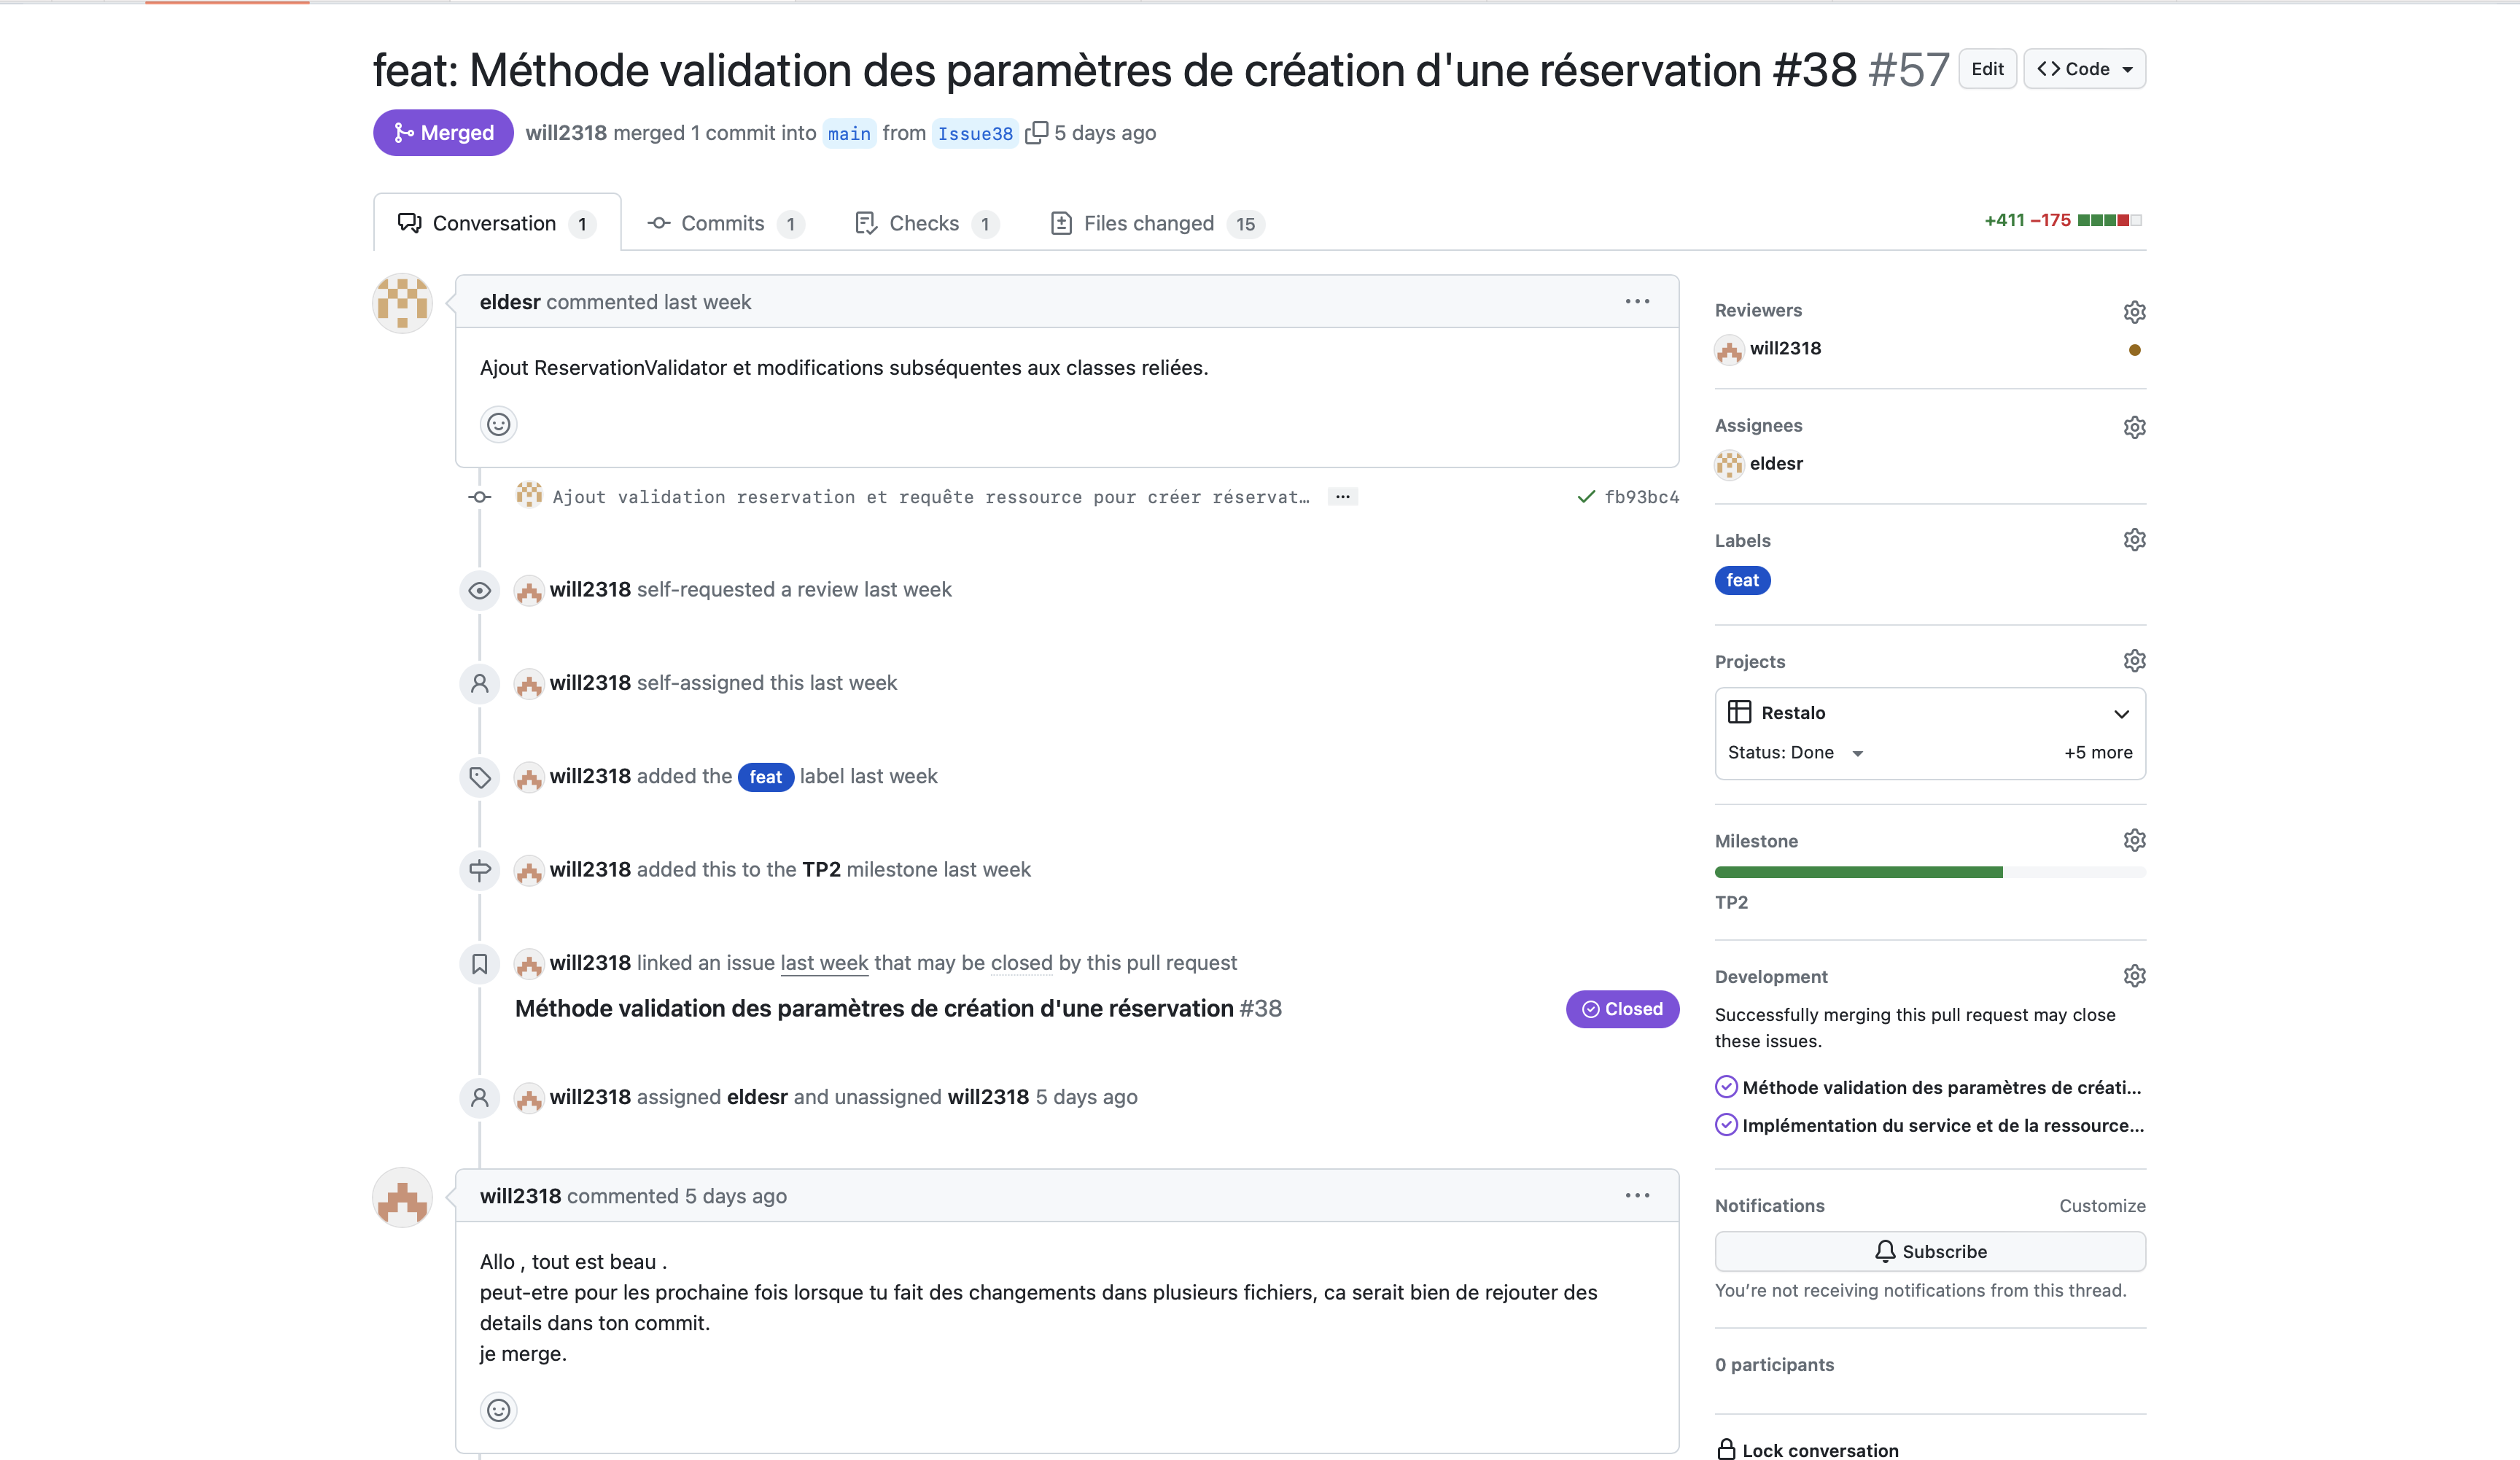 feat: Méthode validation des paramètres de création d'une réservation #38 #57
Edit
Code
Merged
will2318 merged 1 commit into main from Issue38 5 days ago
Conversation 1
Commits 1
Checks 1
Files changed 15
+411 −175
eldesr commented last week
Ajout ReservationValidator et modifications subséquentes aux classes reliées.
Ajout validation reservation et requête ressource pour créer réservat…
fb93bc4
will2318 self-requested a review last week
will2318 self-assigned this last week
will2318 added the feat label last week
will2318 added this to the TP2 milestone last week
will2318 linked an issue last week that may be closed by this pull request
Méthode validation des paramètres de création d'une réservation #38
Closed
will2318 assigned eldesr and unassigned will2318 5 days ago
will2318 commented 5 days ago
Allo , tout est beau .
peut-etre pour les prochaine fois lorsque tu fait des changements dans plusieurs fichiers, ca serait bien de rejouter des
details dans ton commit.
je merge.
Reviewers
will2318
Assignees
eldesr
Labels
feat
Projects
Restalo
Status: Done
+5 more
Milestone
TP2
Development
Successfully merging this pull request may close
these issues.
Méthode validation des paramètres de créati...
Implémentation du service et de la ressource...
Notifications
Customize
Subscribe
You're not receiving notifications from this thread.
0 participants
Lock conversation